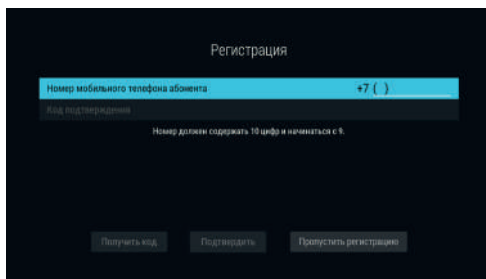 Регистрация
Номер мобильного телефона абонента +7 ( )
Код подтверждения
Номер должен содержать 10 цифр и начинаться с 9.
Получить код Подтвердить Пропустить регистрацию